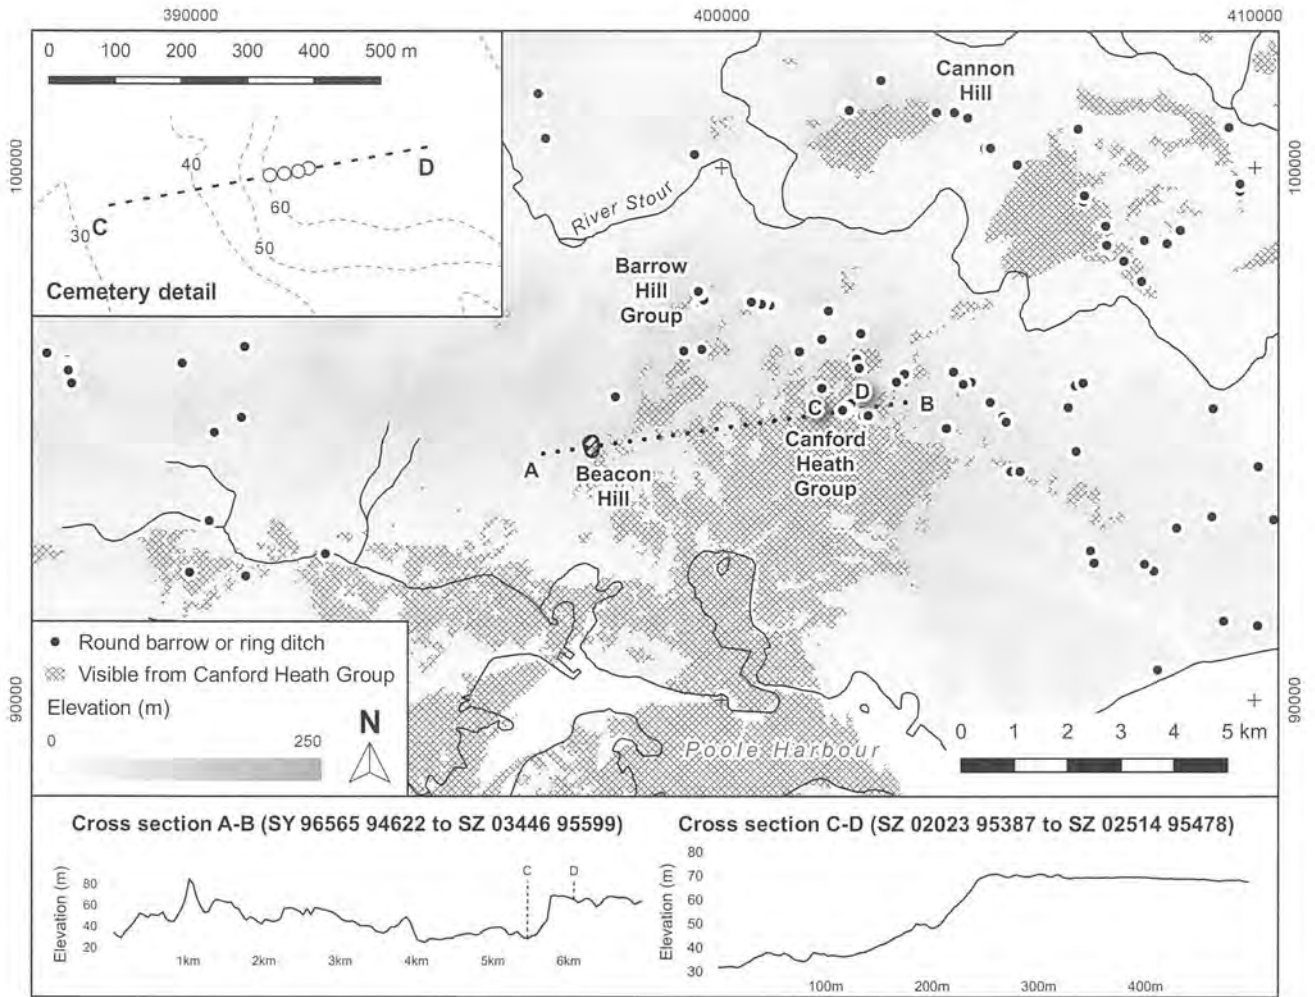 390000
400000
410000
0 100 200 300 400 500 m
40
D
60
C
30
50
Cemetery detail
100000
100000
Cannon
Hill
River Stour
Barrow
Hill
Group
D
C
B
A
Beacon
Hill
Canford
Heath
Group
Round barrow or ring ditch
Visible from Canford Heath Group
Elevation (m)
0 250
N
90000
90000
0 1 2 3 4 5 km
Poole Harbour
Cross section A-B (SY 96565 94622 to SZ 03446 95599)
Elevation (m)
80
60
40
20
C D
1km 2km 3km 4km 5km 6km
Cross section C-D (SZ 02023 95387 to SZ 02514 95478)
Elevation (m)
80
70
60
50
40
30
100m 200m 300m 400m